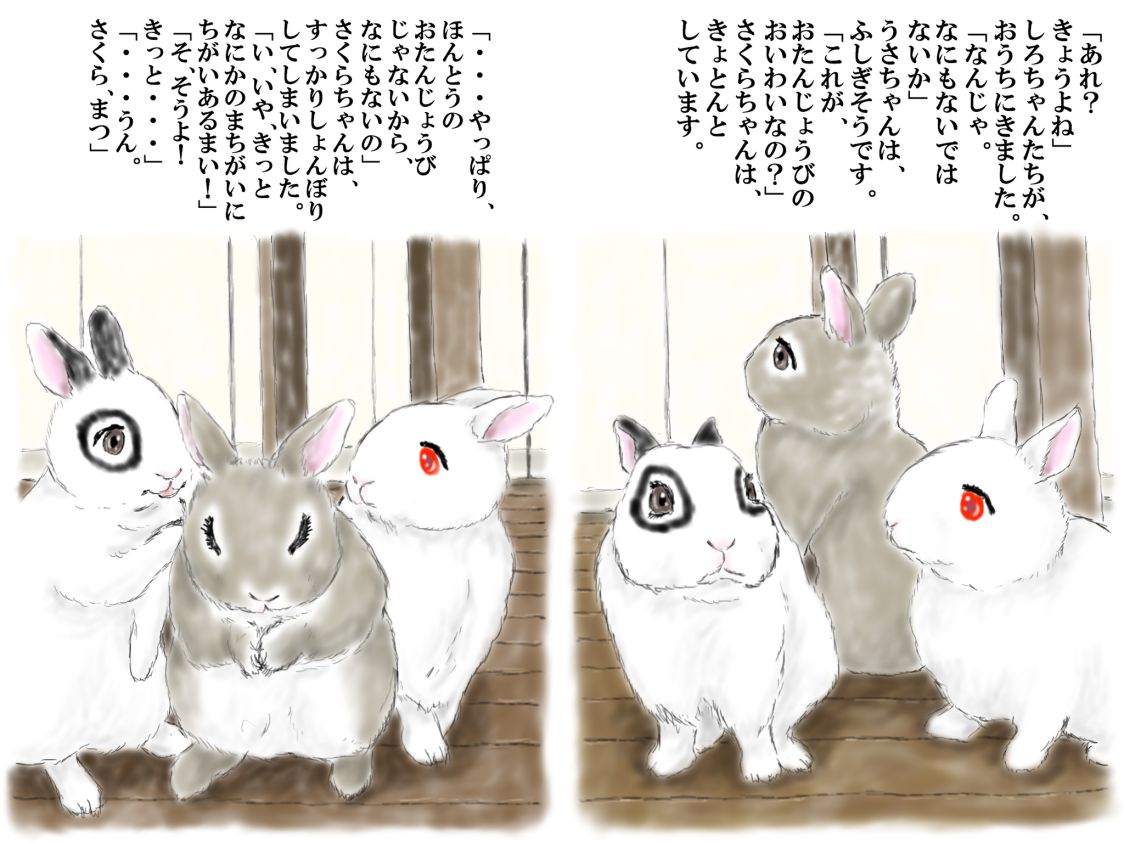 「あれ？
きょうよね」
しろちゃんたちが、
おうちにきました。
「なんじゃ。
なにもないでは
ないか」
うさちゃんは、
ふしぎそうです。
「これが、
おたんじょうびの
おいわいなの？」
さくらちゃんは、
きょとんと
しています。
「・・・やっぱり、
ほんとうの
おたんじょうび
じゃないから、
なにもないの」
さくらちゃんは、
すっかりしょんぼり
してしまいました。
「い、いや、きっと
なにかのまちがいに
ちがいあるまい！」
「そ、そうよ！
きっと・・・」
「・・・うん。
さくら、まつ」